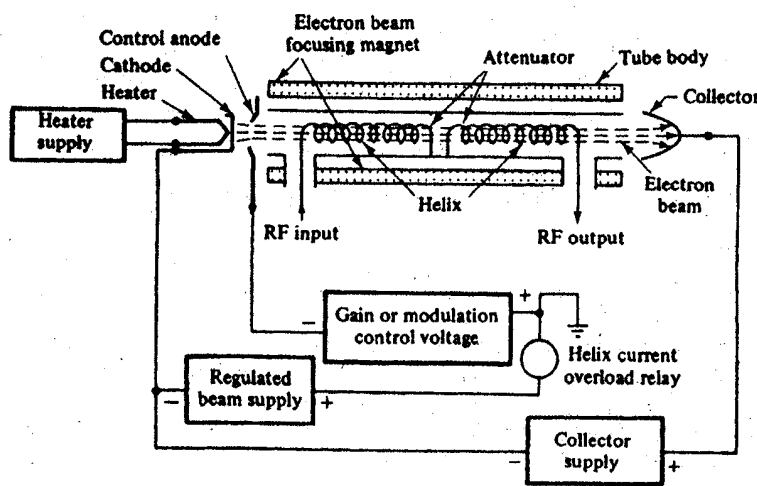 Electron beam
focusing magnet
Control anode
Cathode
Heater
Attenuator
Tube body
Collector
Heater
supply
Helix
Electron
beam
RF input
RF output
Gain or modulation
control voltage
+
−
Helix current
overload relay
Regulated
beam supply
−
+
Collector
supply
−
+